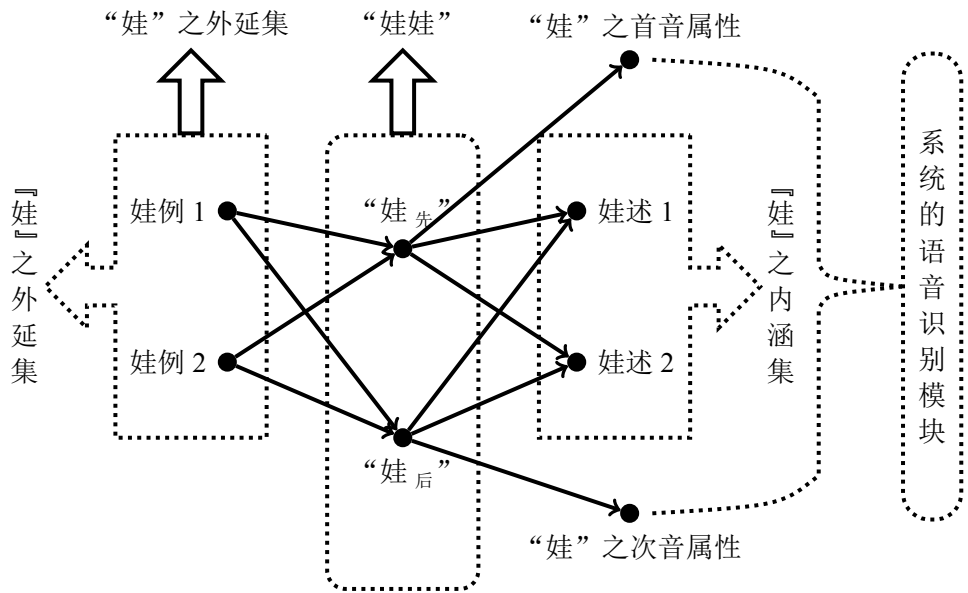 “娃”之外延集
“娃娃”
“娃”之首音属性
『娃』之外延集
娃例 1
“娃先”
娃述 1
『娃』之内涵集
系统的语音识别模块
娃例 2
娃述 2
“娃后”
“娃”之次音属性